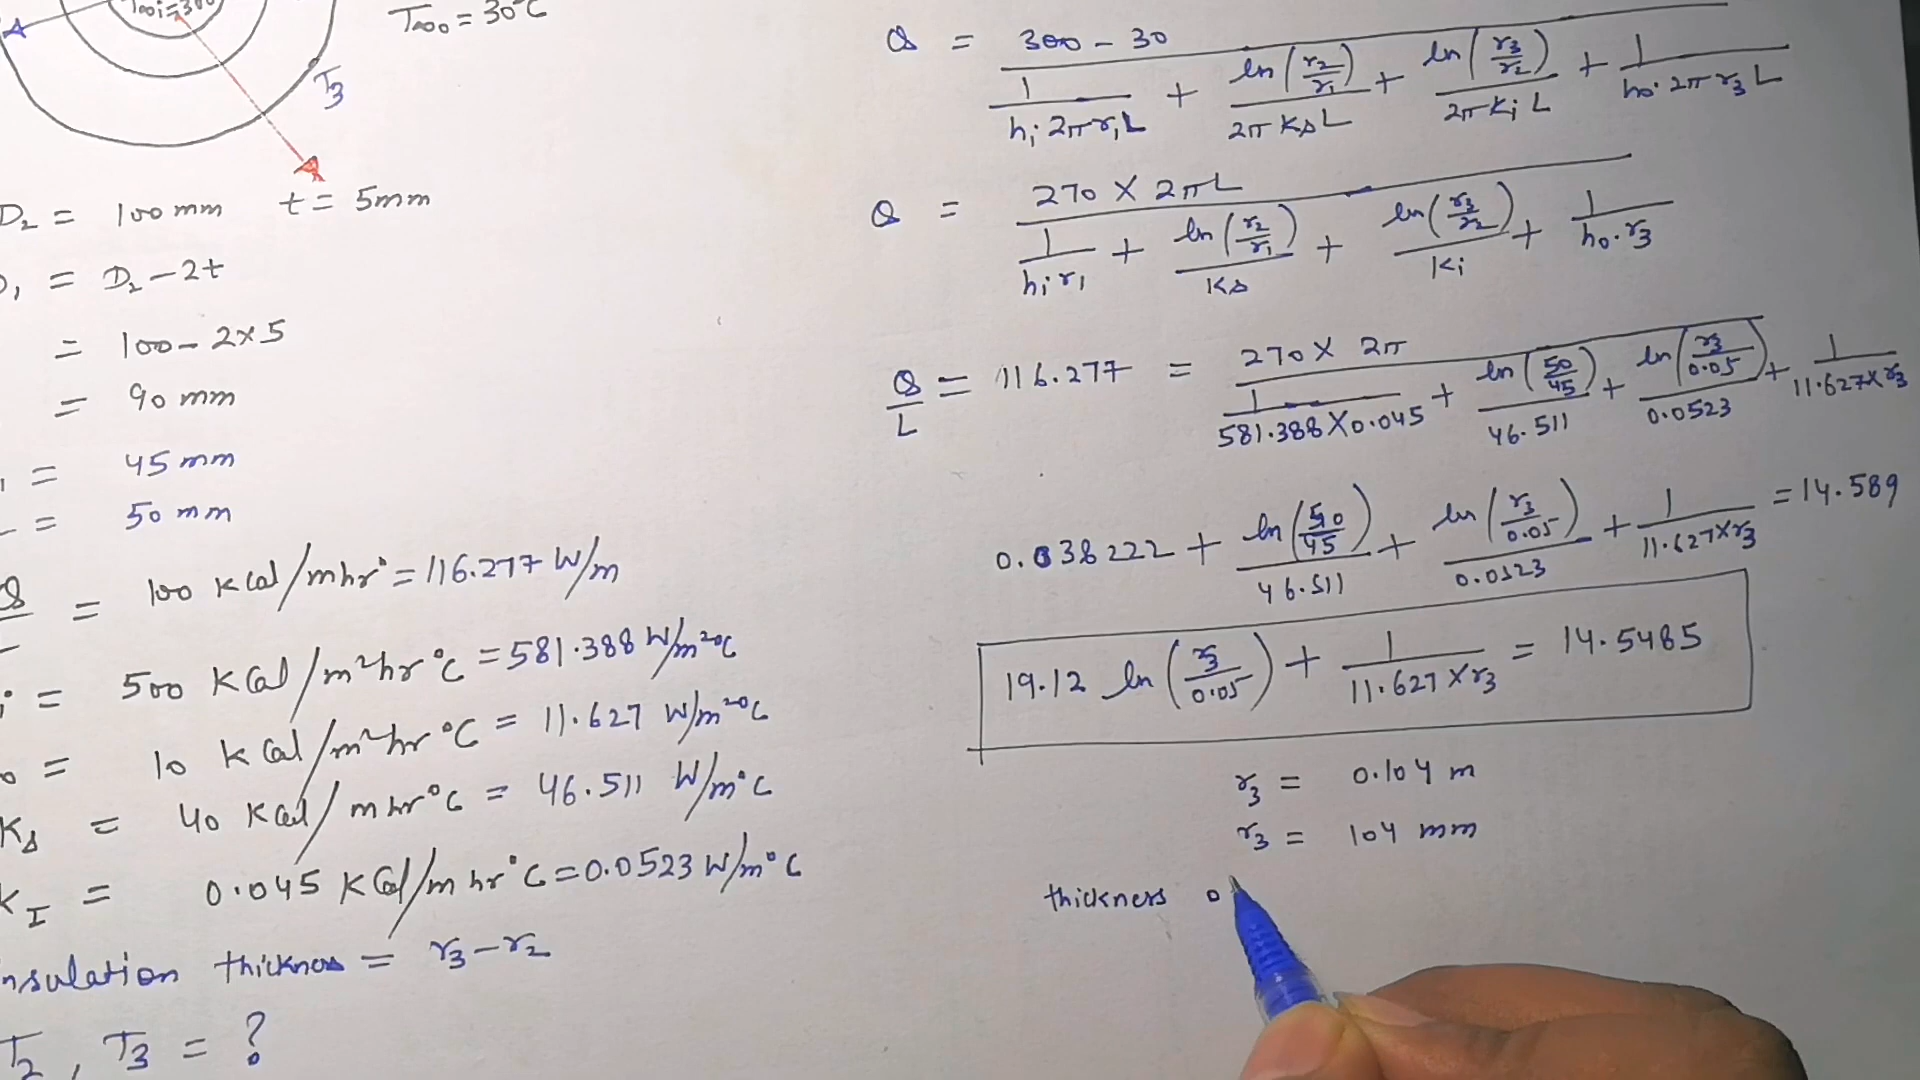 T∞i = 300
T∞o = 30°C
T3
D2 = 100 mm t = 5mm
D1 = D2 - 2t
= 100 - 2×5
= 90 mm
= 45 mm
= 50 mm
Q = 100 kcal/mhr = 116.277 W/m
i = 500 kcal/m²hr°C = 581.388 W/m²°C
o = 10 kcal/m²hr°C = 11.627 W/m²°C
Ks = 40 kcal/mhr°C = 46.511 W/m°C
KI = 0.045 kcal/mhr°C = 0.0523 W/m°C
nsulation thickness = r3 - r2
T2, T3 = ?
Q = 300 - 30 / 1/hi 2πr1L + ln(r2/r1)/2πKsL + ln(r3/r2)/2πKiL + 1/ho·2πr3L
Q = 270 × 2πL / 1/hi r1 + ln(r2/r1)/Ks + ln(r3/r2)/Ki + 1/ho·r3
Q/L = 116.277 = 270 × 2π / 1/581.388×0.045 + ln(50/45)/46.511 + ln(r3/0.05)/0.0523 + 1/11.627×r3
0.038222 + ln(50/45)/46.511 + ln(r3/0.05)/0.0523 + 1/11.627×r3 = 14.589
19.12 ln(r3/0.05) + 1/11.627×r3 = 14.5485
r3 = 0.104 m
r3 = 104 mm
thickness o